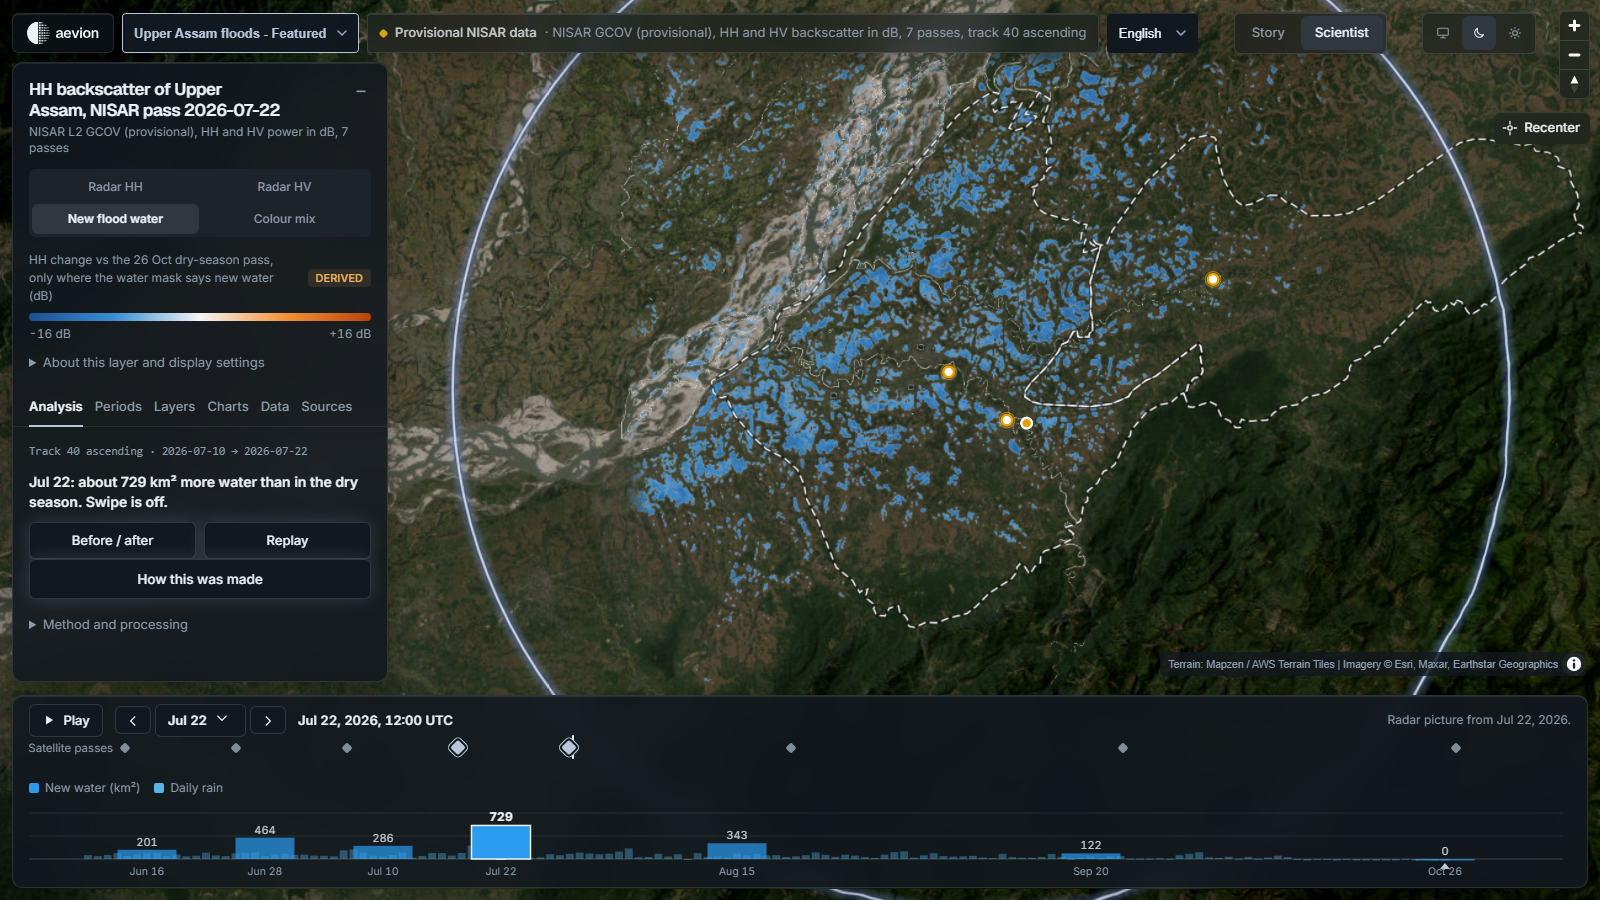 aevion
Upper Assam floods - Featured
Provisional NISAR data · NISAR GCOV (provisional), HH and HV backscatter in dB, 7 passes, track 40 ascending
English
Story
Scientist
Recenter
HH backscatter of Upper
Assam, NISAR pass 2026-07-22
NISAR L2 GCOV (provisional), HH and HV power in dB, 7
passes
Radar HH
Radar HV
New flood water
Colour mix
HH change vs the 26 Oct dry-season pass,
only where the water mask says new water
(dB)
DERIVED
-16 dB
+16 dB
About this layer and display settings
Analysis
Periods
Layers
Charts
Data
Sources
Track 40 ascending · 2026-07-10 → 2026-07-22
Jul 22: about 729 km² more water than in the dry
season. Swipe is off.
Before / after
Replay
How this was made
Method and processing
Terrain: Mapzen / AWS Terrain Tiles | Imagery © Esri, Maxar, Earthstar Geographics
Play
Jul 22
Jul 22, 2026, 12:00 UTC
Radar picture from Jul 22, 2026.
Satellite passes
New water (km²)
Daily rain
201
464
286
729
343
122
0
Jun 16
Jun 28
Jul 10
Jul 22
Aug 15
Sep 20
Oct 26